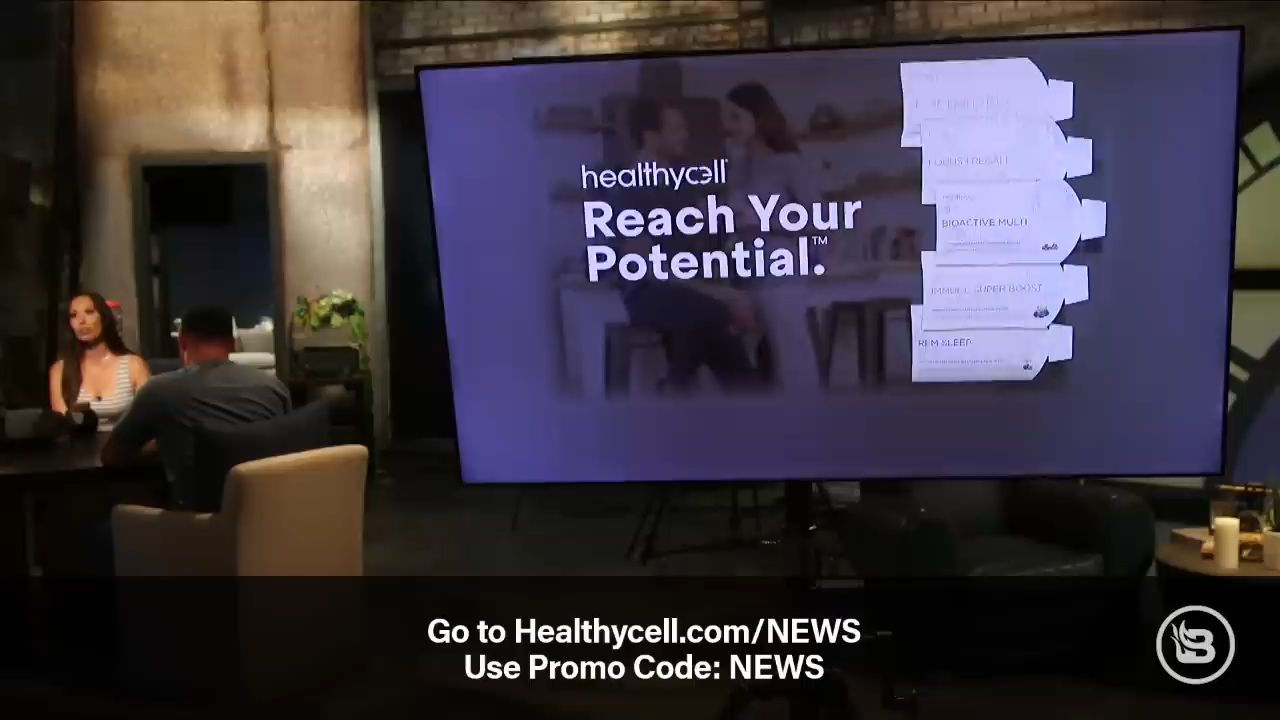 healthycell
Reach Your
Potential.™
FOCUS + RECALL
BIOACTIVE MULTI
IMMUNE SUPER BOOST
REM SLEEP
Go to Healthycell.com/NEWS
Use Promo Code: NEWS
B